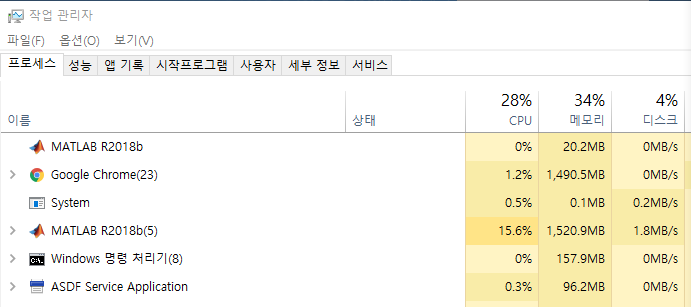 작업 관리자
파일(F) 옵션(O) 보기(V)
프로세스 성능 앱 기록 시작프로그램 사용자 세부 정보 서비스
28% 34% 4%
이름 상태 CPU 메모리 디스크
MATLAB R2018b 0% 20.2MB 0MB/s
Google Chrome(23) 1.2% 1,490.5MB 0MB/s
System 0.5% 0.1MB 0.2MB/s
MATLAB R2018b(5) 15.6% 1,520.9MB 1.8MB/s
Windows 명령 처리기(8) 0% 157.9MB 0MB/s
ASDF Service Application 0.3% 96.2MB 0MB/s